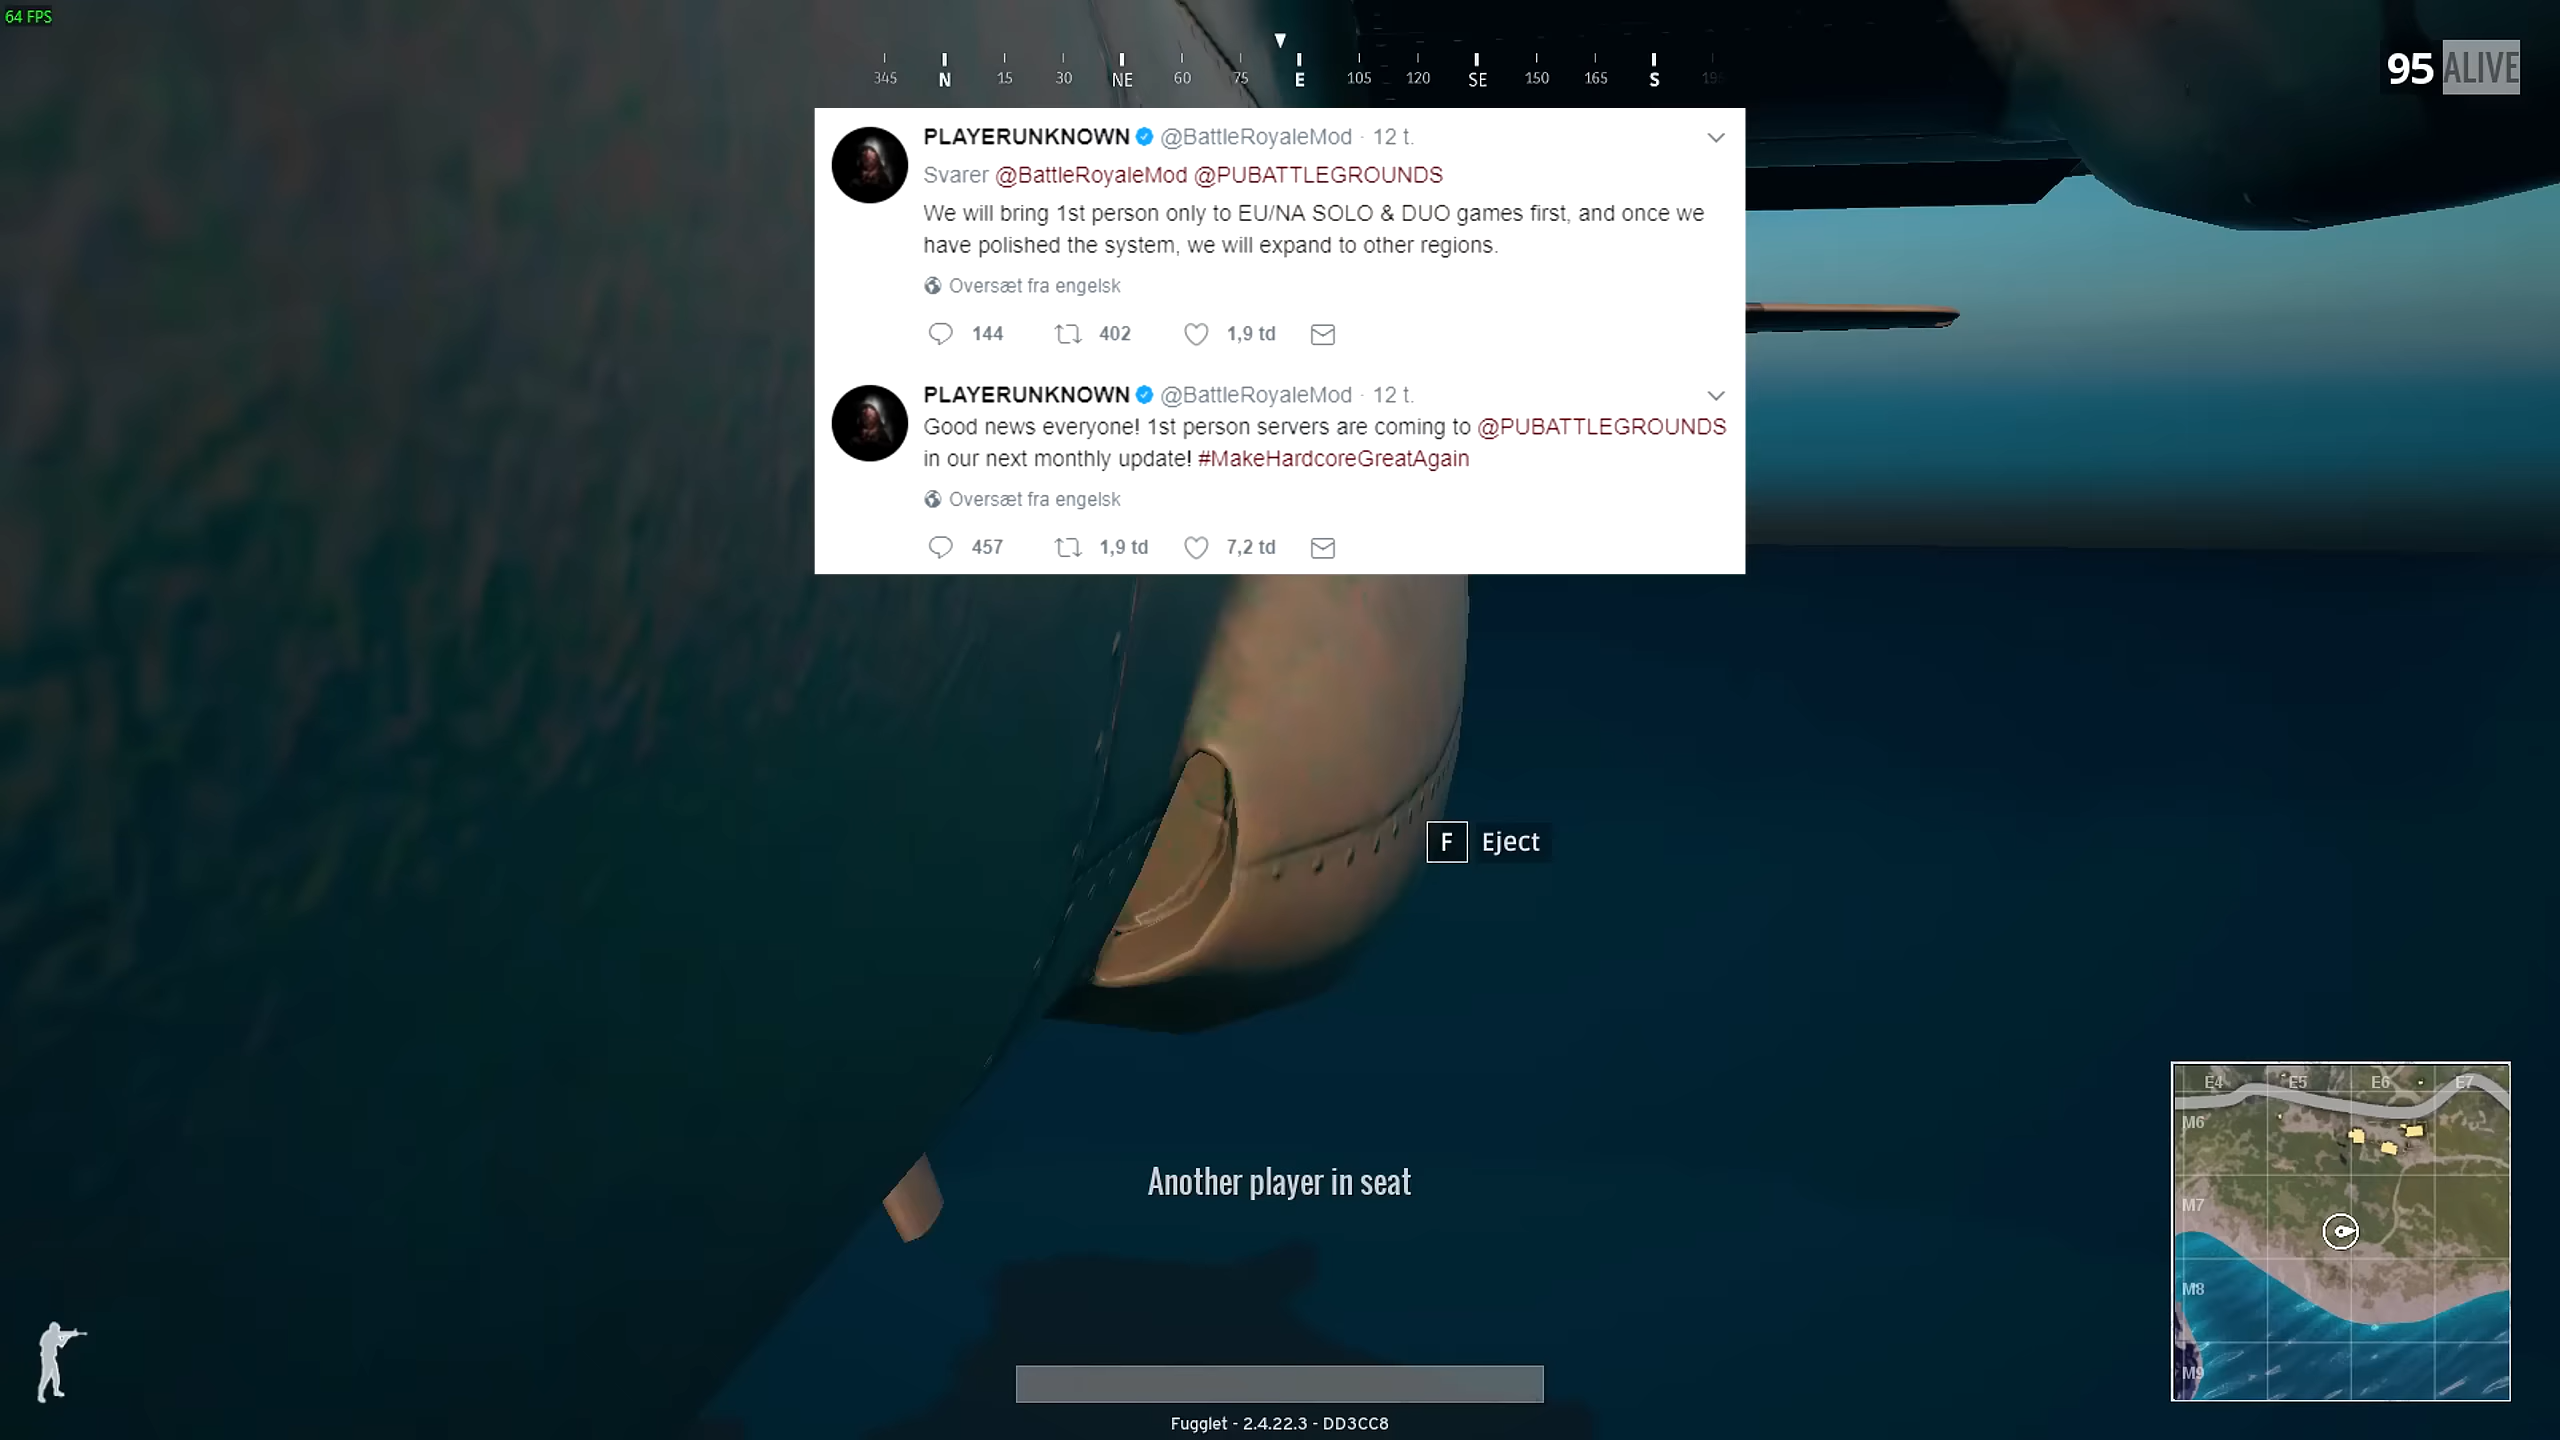 64 FPS
345 N 15 30 NE 60 75 E 105 120 SE 150 165 S 195
95 ALIVE
PLAYERUNKNOWN @BattleRoyaleMod · 12 t.
Svarer @BattleRoyaleMod @PUBATTLEGROUNDS
We will bring 1st person only to EU/NA SOLO & DUO games first, and once we
have polished the system, we will expand to other regions.
Oversæt fra engelsk
144 402 1,9 td
PLAYERUNKNOWN @BattleRoyaleMod · 12 t.
Good news everyone! 1st person servers are coming to @PUBATTLEGROUNDS
in our next monthly update! #MakeHardcoreGreatAgain
Oversæt fra engelsk
457 1,9 td 7,2 td
F Eject
Another player in seat
E4 E5 E6 E7
M6
M7
M8
M9
Fugglet - 2.4.22.3 - DD3CC8